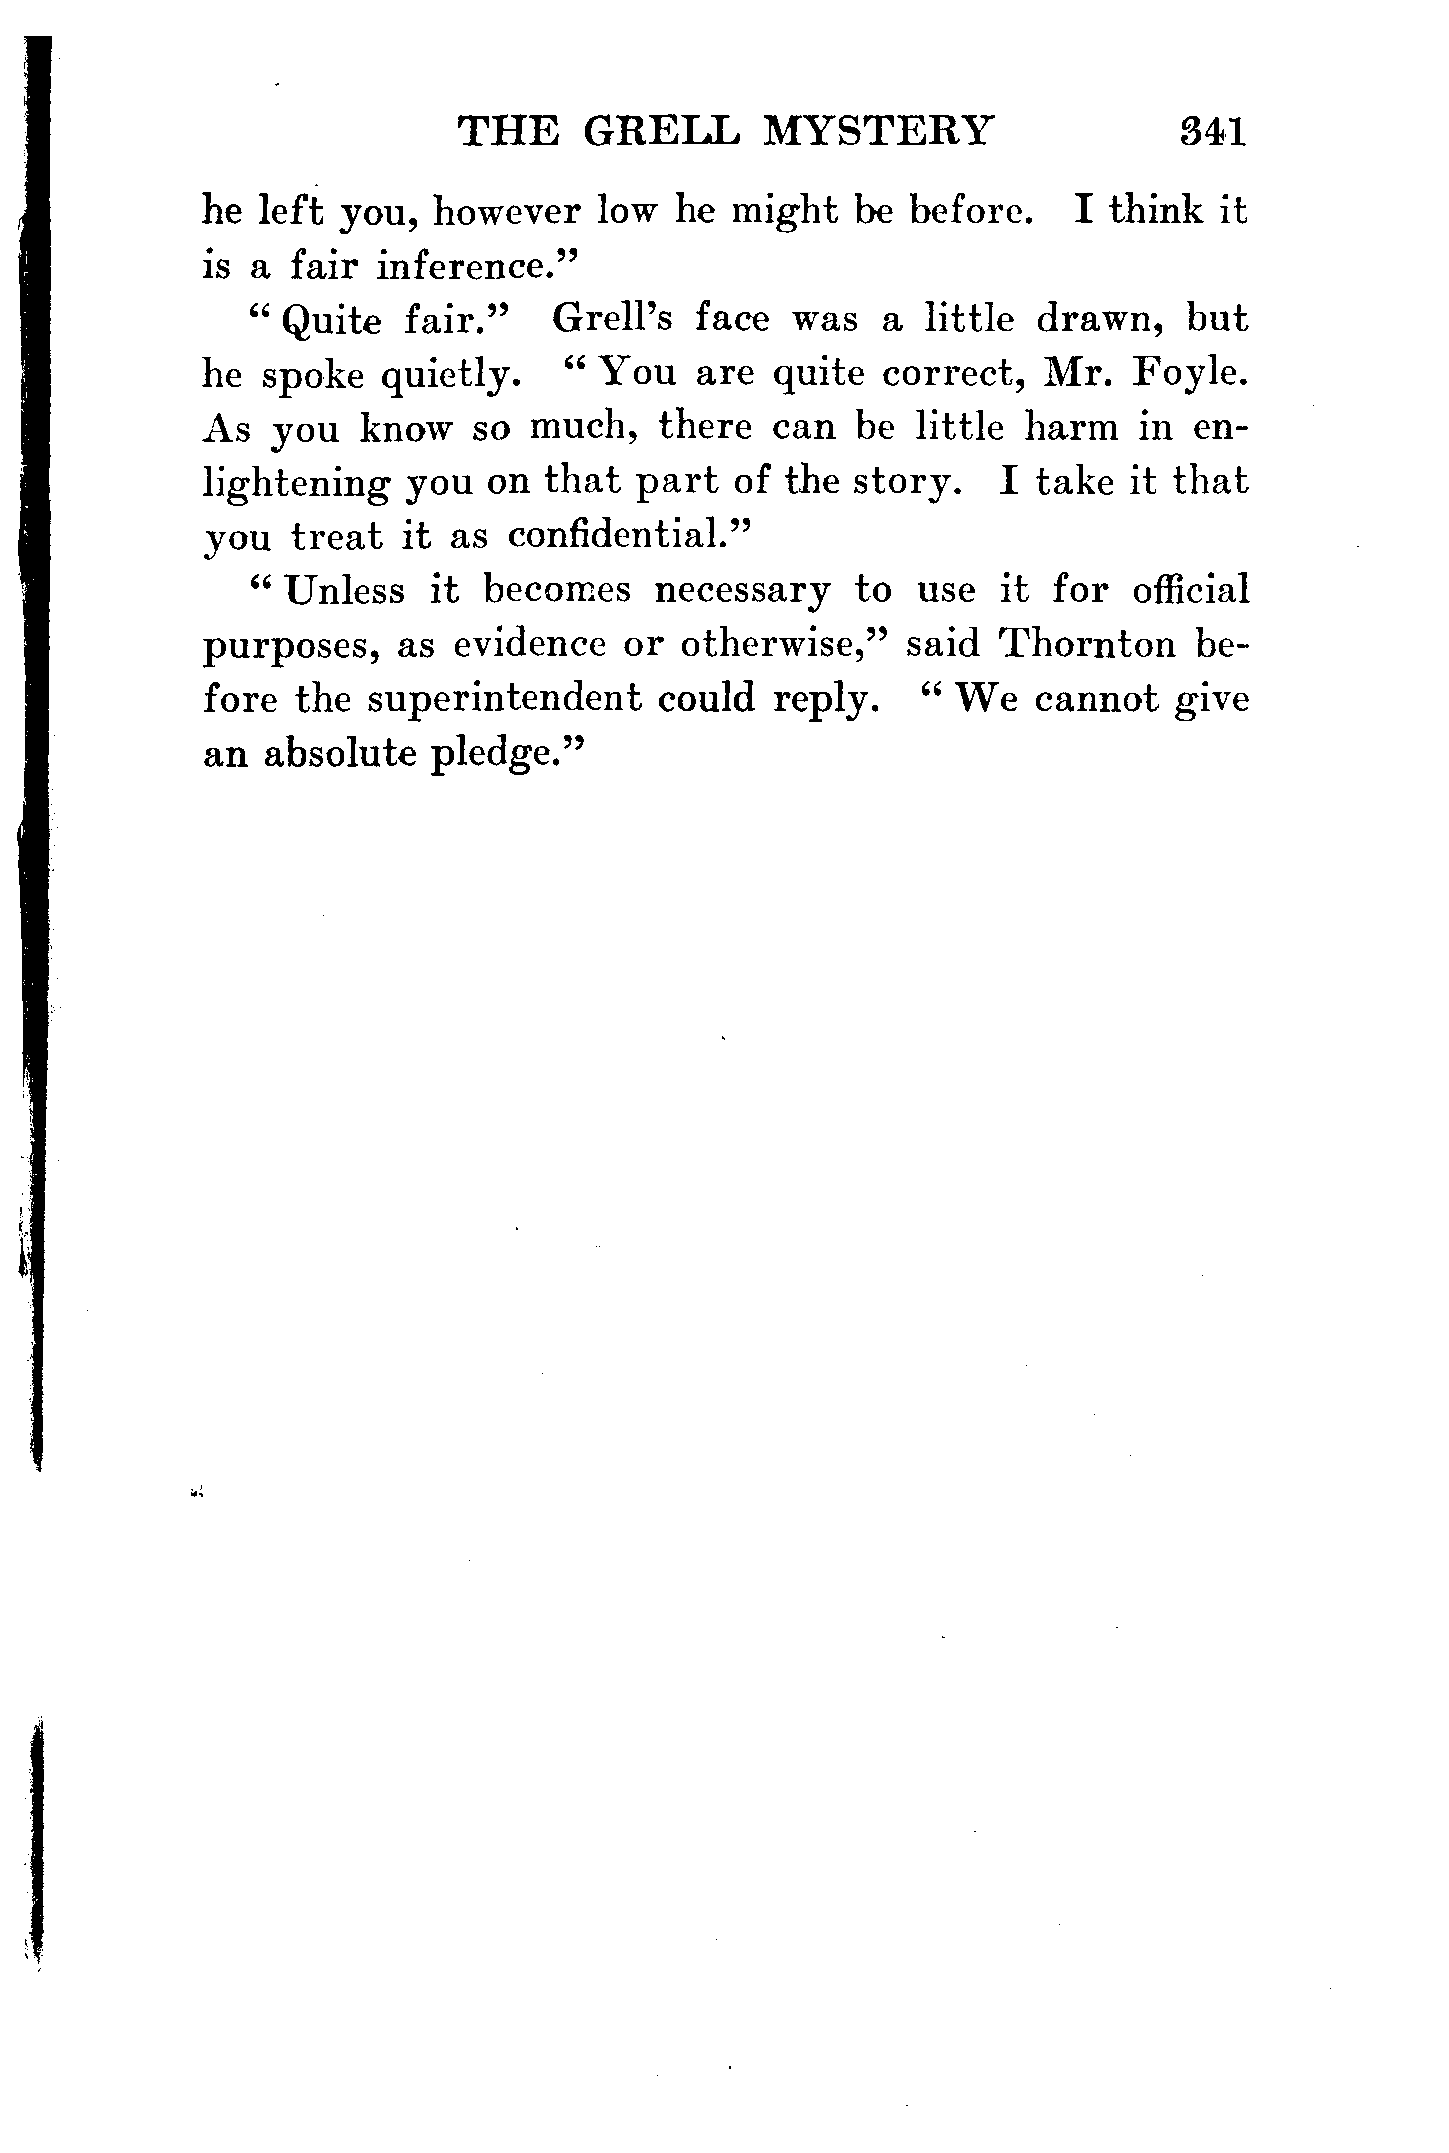 THE GRELL MYSTERY 341
he left you, however low he might be before. I think it
is a fair inference.”
“ Quite fair.” Grell’s face was a little drawn, but
he spoke quietly. “ You are quite correct, Mr. Foyle.
As you know so much, there can be little harm in en-
lightening you on that part of the story. I take it that
you treat it as confidential.”
“ Unless it becomes necessary to use it for official
purposes, as evidence or otherwise,” said Thornton be-
fore the superintendent could reply. “ We cannot give
an absolute pledge.”